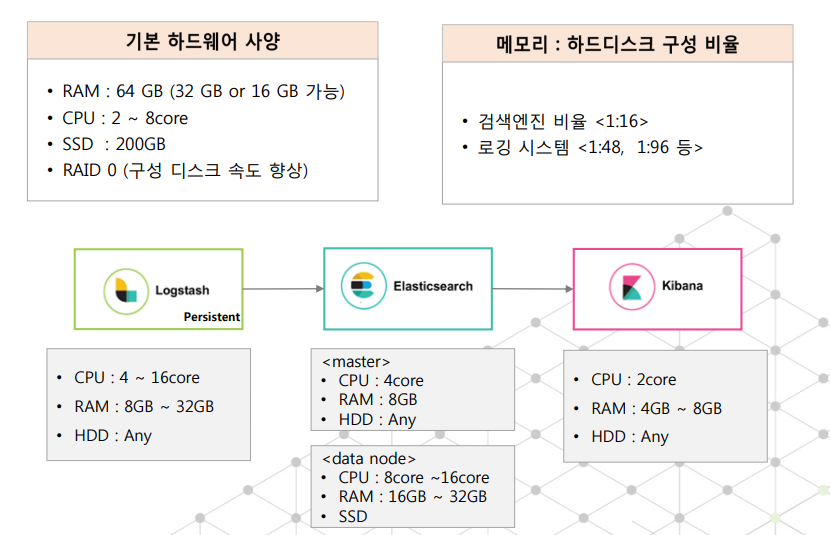 기본 하드웨어 사양
• RAM : 64 GB (32 GB or 16 GB 가능)
• CPU : 2 ~ 8core
• SSD : 200GB
• RAID 0 (구성 디스크 속도 향상)
메모리 : 하드디스크 구성 비율
• 검색엔진 비율 <1:16>
• 로깅 시스템 <1:48, 1:96 등>
Logstash
Persistent
Elasticsearch
Kibana
• CPU : 4 ~ 16core
• RAM : 8GB ~ 32GB
• HDD : Any
<master>
• CPU : 4core
• RAM : 8GB
• HDD : Any
<data node>
• CPU : 8core ~16core
• RAM : 16GB ~ 32GB
• SSD
• CPU : 2core
• RAM : 4GB ~ 8GB
• HDD : Any